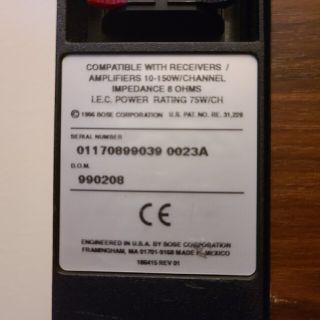 COMPATIBLE WITH RECEIVERS /
AMPLIFIERS 10-150W/CHANNEL
IMPEDANCE 8 OHMS
I.E.C. POWER RATING 75W/CH
© 1996 BOSE CORPORATION U.S. PAT. NO. RE. 31,228
SERIAL NUMBER
01170899039 0023A
D.O.M.
990208
CE
ENGINEERED IN U.S.A. BY BOSE CORPORATION
FRAMINGHAM, MA 01701-9168 MADE IN MEXICO
186415 REV 01